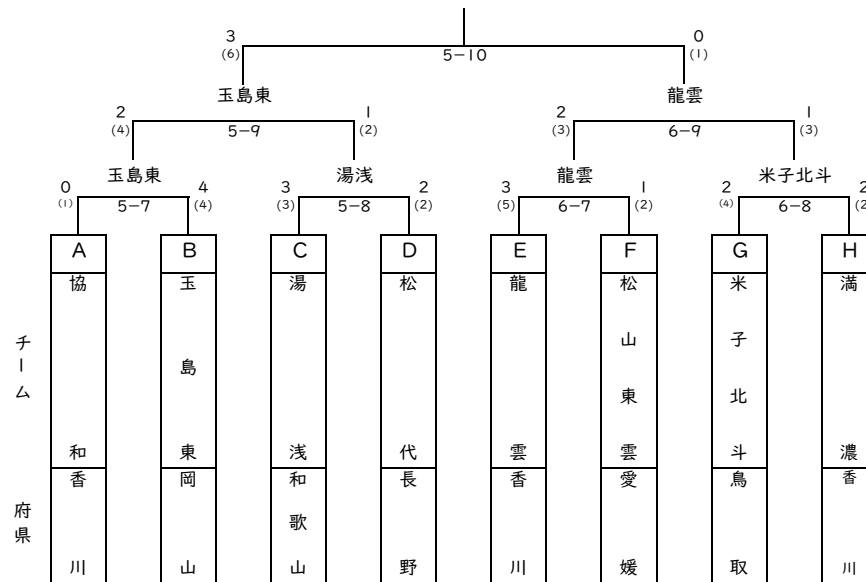 3 0
(6) 5-10 (1)
玉島東 龍雲
2 1 2 1
(4) 5-9 (2) (3) 6-9 (3)
玉島東 湯浅 龍雲 米子北斗
0 4 3 2 3 1 2 2
(1) 5-7 (4) (3) 5-8 (2) (5) 6-7 (2) (4) 6-8 (2
A B C D E F G H
チーム
協和
玉島東
湯浅
松代
龍雲
松山東雲
米子北斗
満濃
府県
香川
岡山
和歌山
長野
香川
愛媛
鳥取
香川